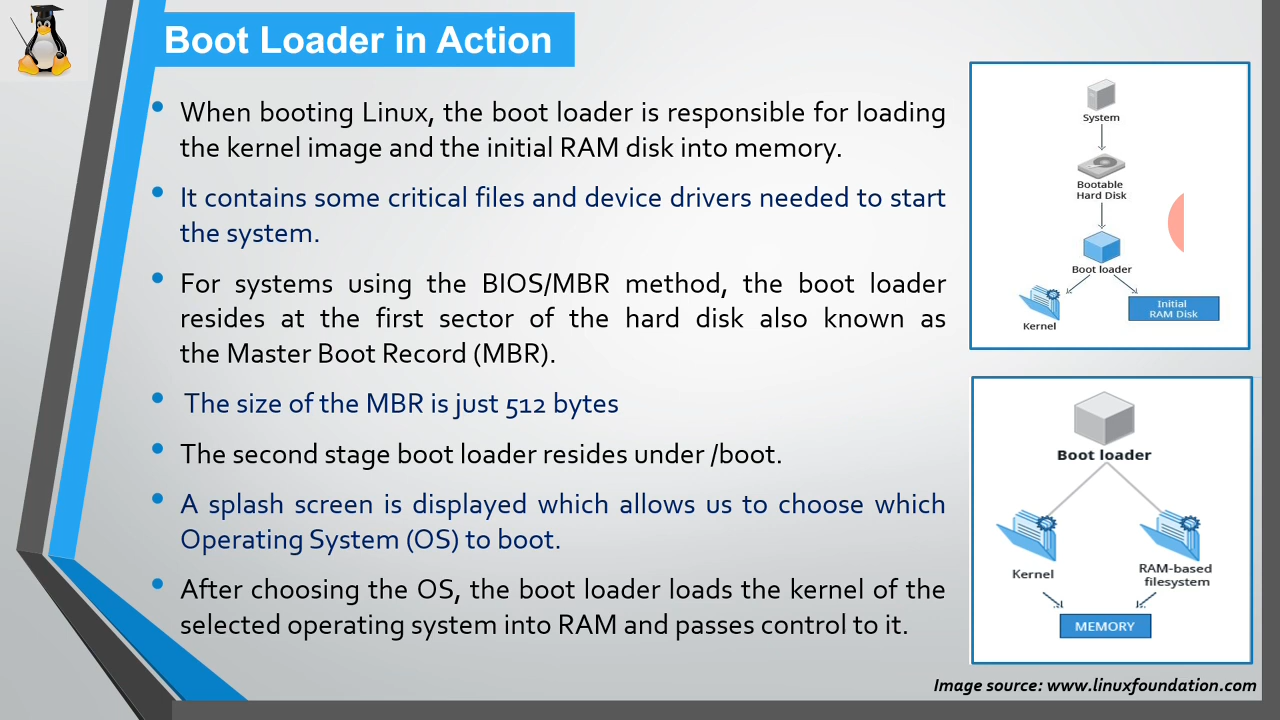 Boot Loader in Action
• When booting Linux, the boot loader is responsible for loading
the kernel image and the initial RAM disk into memory.
• It contains some critical files and device drivers needed to start
the system.
• For systems using the BIOS/MBR method, the boot loader
resides at the first sector of the hard disk also known as
the Master Boot Record (MBR).
• The size of the MBR is just 512 bytes
• The second stage boot loader resides under /boot.
• A splash screen is displayed which allows us to choose which
Operating System (OS) to boot.
• After choosing the OS, the boot loader loads the kernel of the
selected operating system into RAM and passes control to it.
System
Bootable
Hard Disk
Boot loader
Kernel
Initial
RAM Disk
Boot loader
Kernel
RAM-based
filesystem
MEMORY
Image source: www.linuxfoundation.com